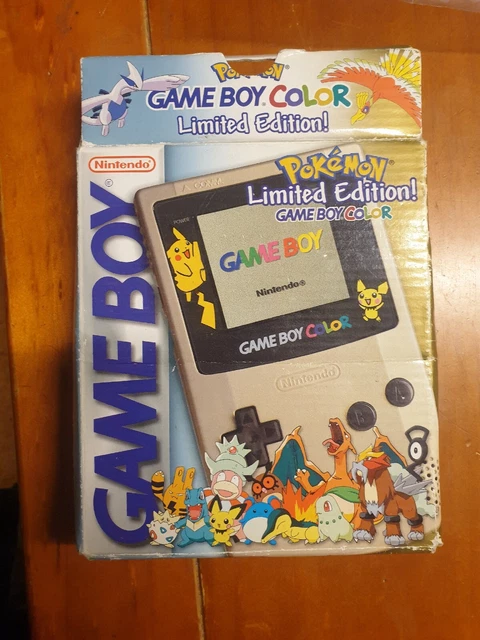 POKéMON
GAME BOY COLOR
Limited Edition!
Nintendo®
GAME BOY®
POKéMON
Limited Edition!
GAME BOY COLOR
POWER
GAME BOY
Nintendo®
GAME BOY COLOR
Nintendo
B
A